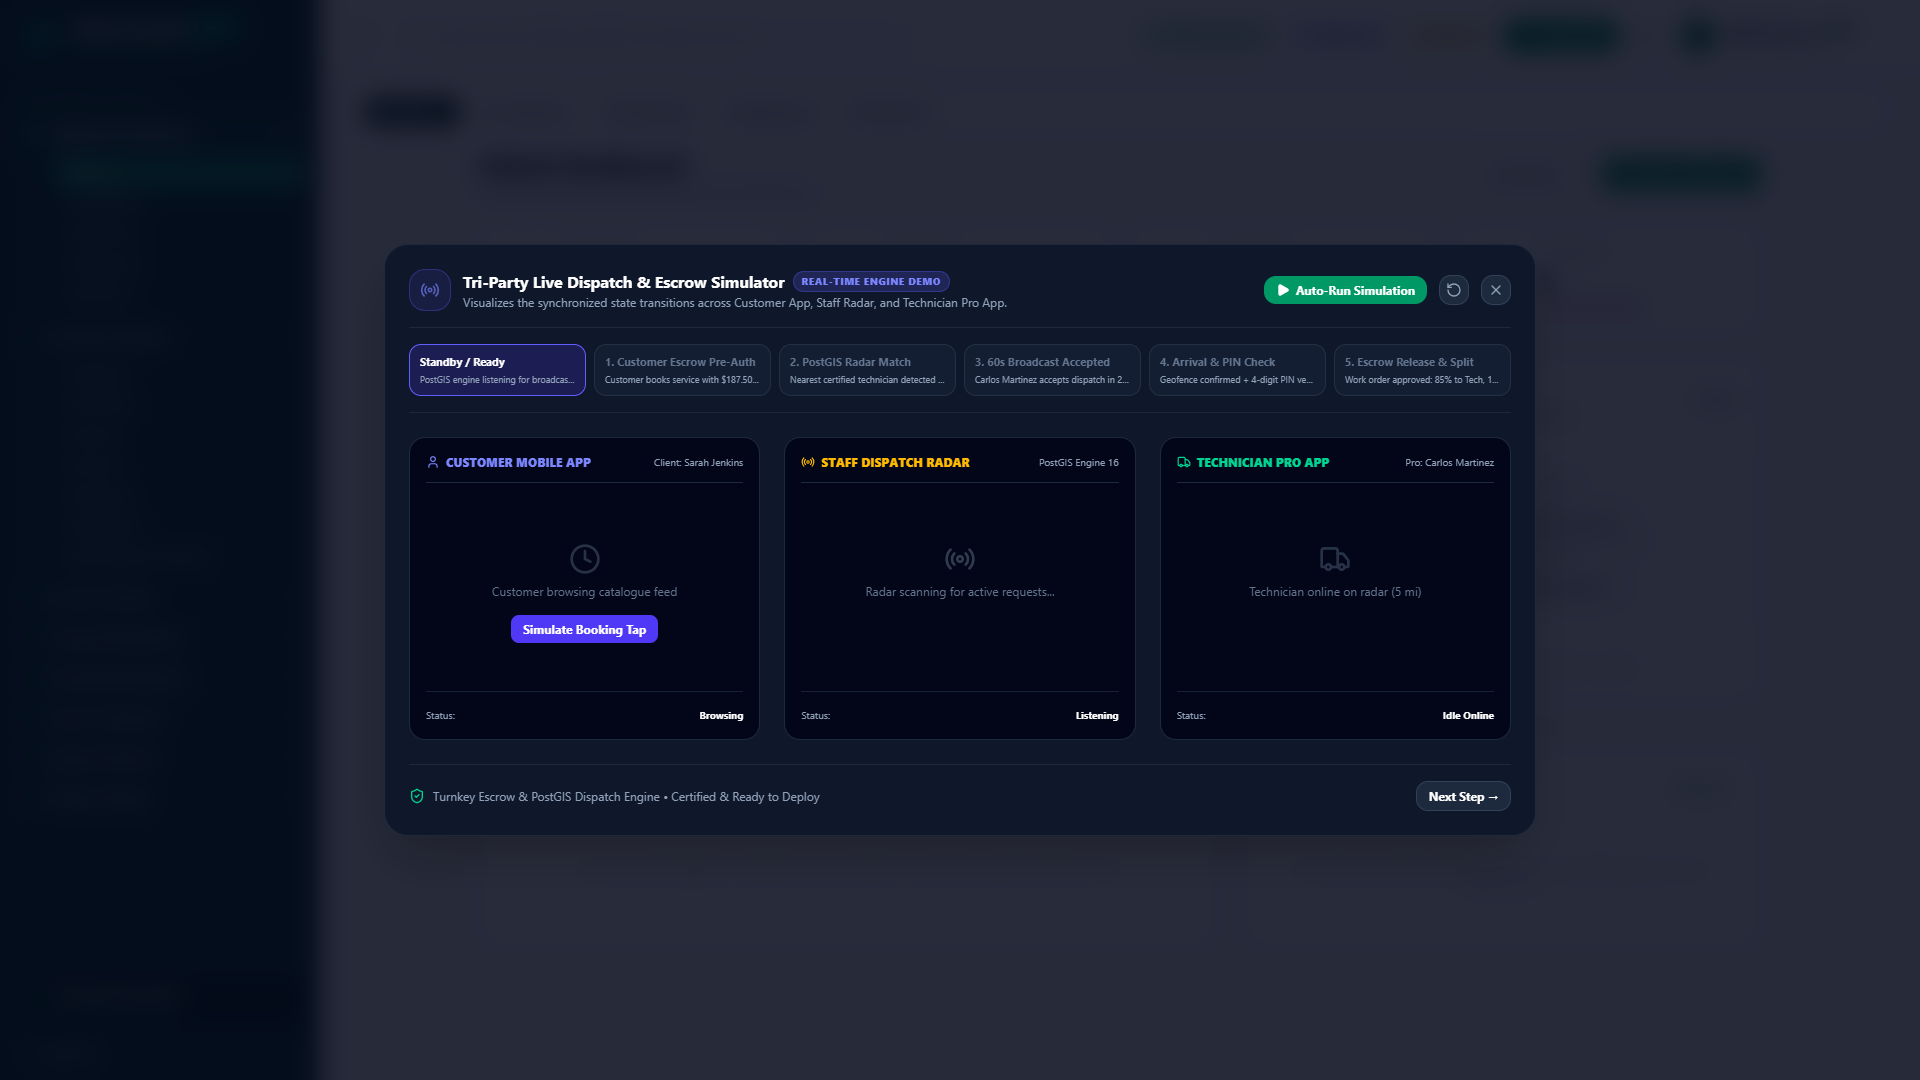 Tri-Party Live Dispatch & Escrow Simulator
REAL-TIME ENGINE DEMO
Visualizes the synchronized state transitions across Customer App, Staff Radar, and Technician Pro App.
Auto-Run Simulation
Standby / Ready
PostGIS engine listening for broadcas...
1. Customer Escrow Pre-Auth
Customer books service with $187.50...
2. PostGIS Radar Match
Nearest certified technician detected ...
3. 60s Broadcast Accepted
Carlos Martinez accepts dispatch in 2...
4. Arrival & PIN Check
Geofence confirmed + 4-digit PIN ve...
5. Escrow Release & Split
Work order approved: 85% to Tech, 1...
CUSTOMER MOBILE APP
Client: Sarah Jenkins
Customer browsing catalogue feed
Simulate Booking Tap
Status:
Browsing
STAFF DISPATCH RADAR
PostGIS Engine 16
Radar scanning for active requests...
Status:
Listening
TECHNICIAN PRO APP
Pro: Carlos Martinez
Technician online on radar (5 mi)
Status:
Idle Online
Turnkey Escrow & PostGIS Dispatch Engine • Certified & Ready to Deploy
Next Step →